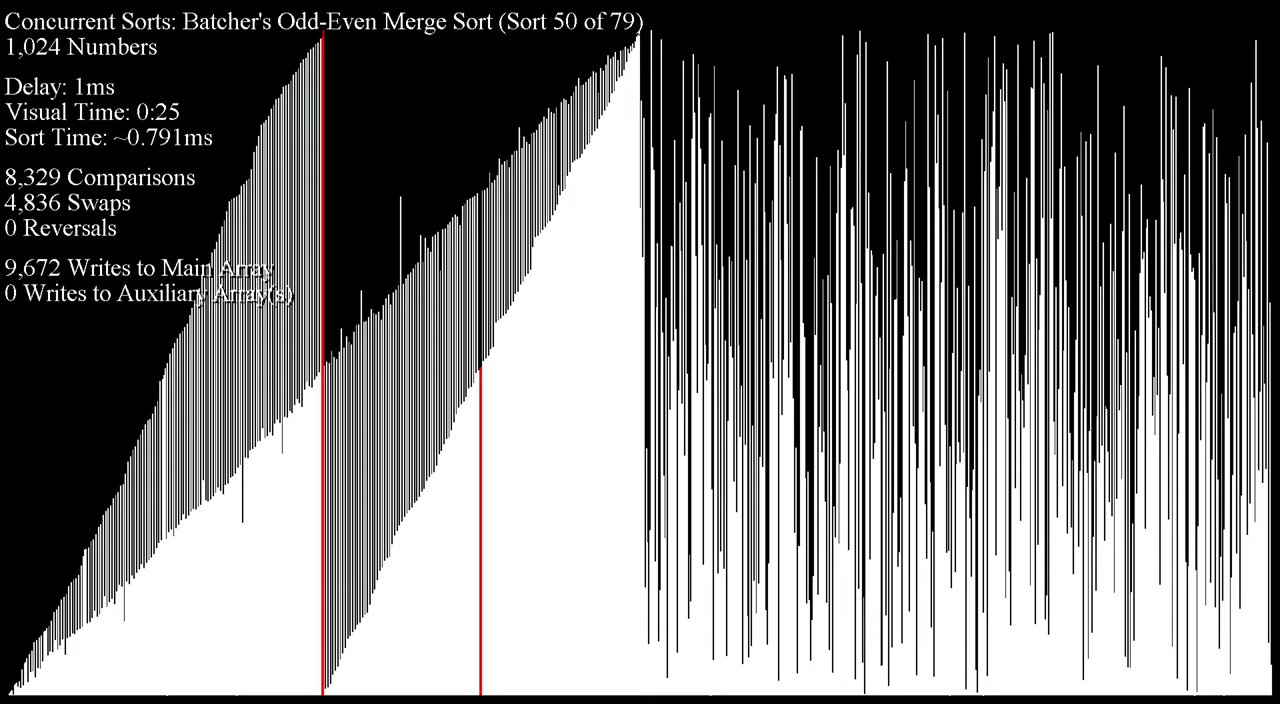 Concurrent Sorts: Batcher's Odd-Even Merge Sort (Sort 50 of 79)
1,024 Numbers
Delay: 1ms
Visual Time: 0:25
Sort Time: ~0.791ms
8,329 Comparisons
4,836 Swaps
0 Reversals
9,672 Writes to Main Array
0 Writes to Auxiliary Array(s)